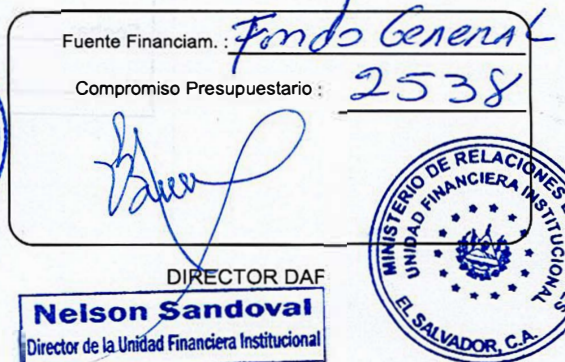 Fuente Financiam. : Fondo General
Compromiso Presupuestario : 2538
DIRECTOR DAF
Nelson Sandoval
Director de la Unidad Financiera Institucional
MINISTERIO DE RELACIONES E
UNIDAD FINANCIERA INSTITUCIONAL
EL SALVADOR, C.A.